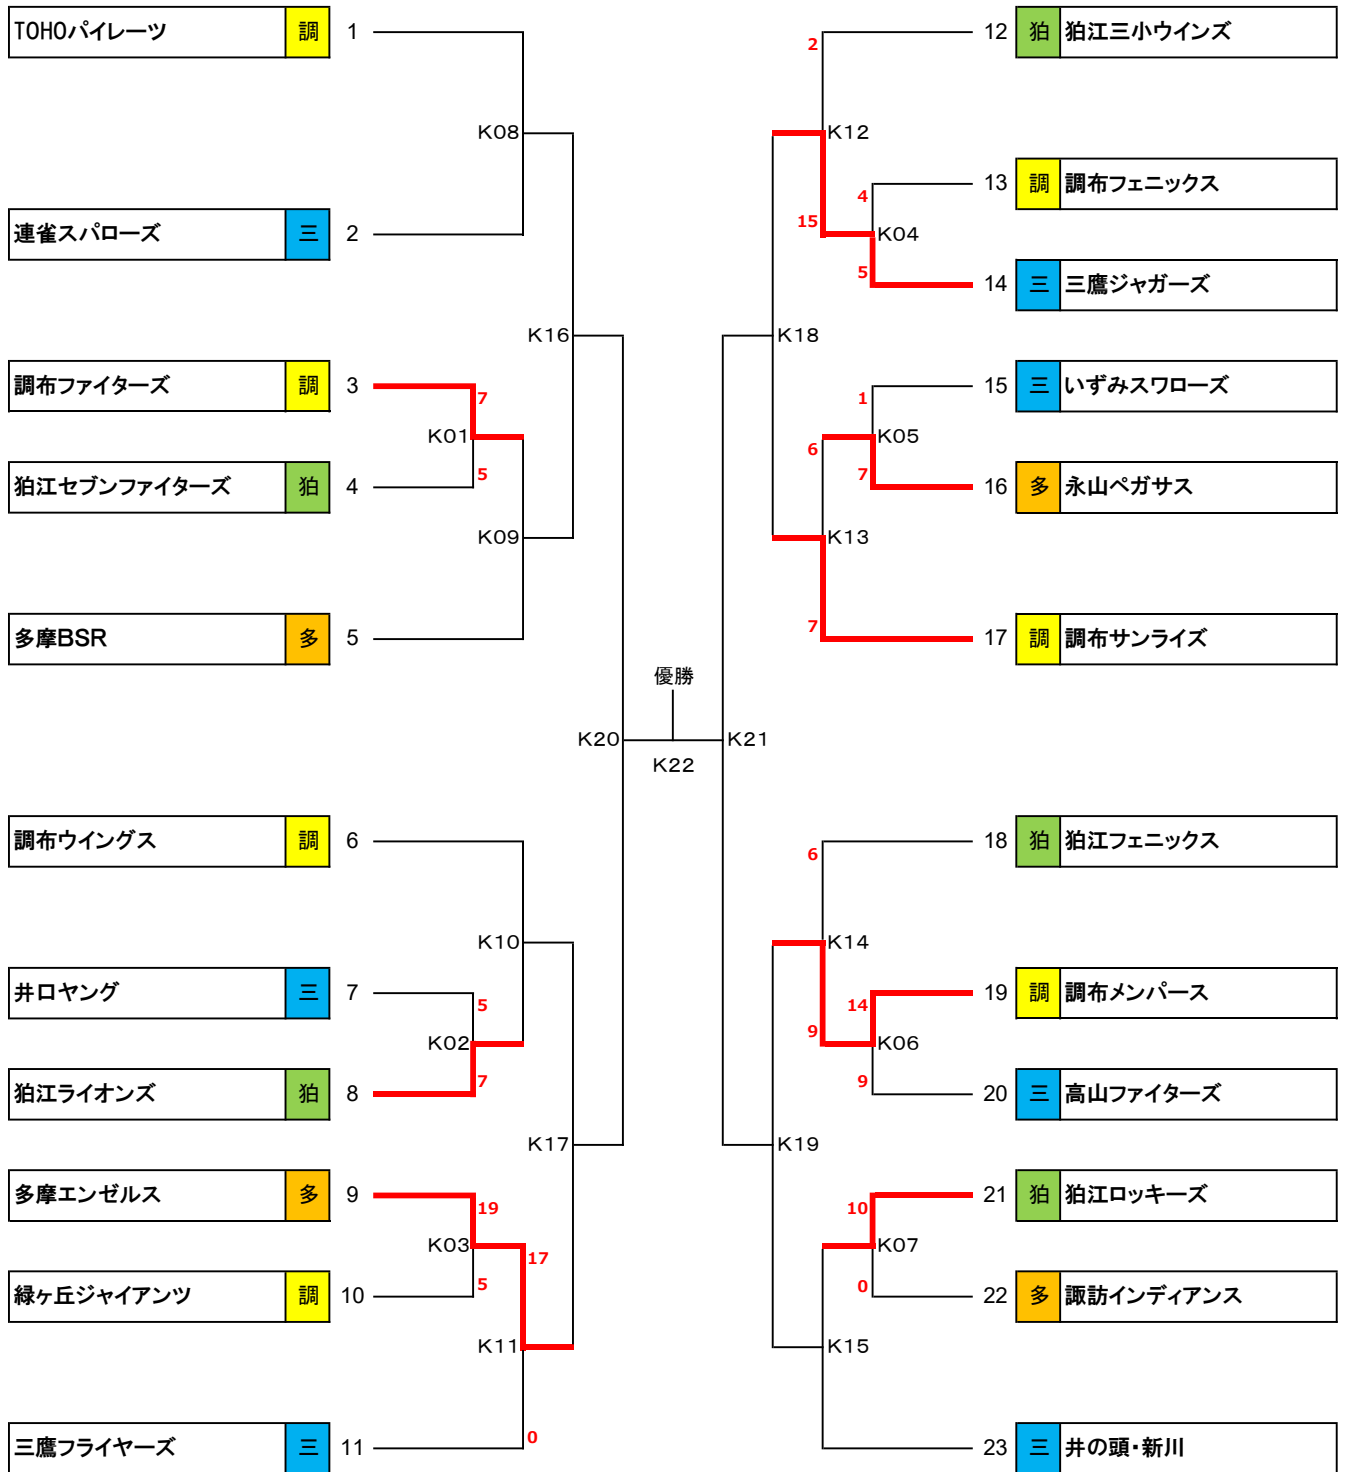 TOHOパイレーツ 調 1
K08
連雀スパローズ 三 2
K16
調布ファイターズ 調 3
7
K01
5
狛江セブンファイターズ 狛 4
K09
多摩BSR 多 5
優勝
K20
K22
K21
調布ウイングス 調 6
K10
井口ヤング 三 7
5
K02
7
狛江ライオンズ 狛 8
K17
多摩エンゼルス 多 9
19
K03
17
5
緑ヶ丘ジャイアンツ 調 10
K11
0
三鷹フライヤーズ 三 11
12 狛 狛江三小ウインズ
2
K12
13 調 調布フェニックス
4
15
K04
5
14 三 三鷹ジャガーズ
K18
15 三 いずみスワローズ
1
6
K05
7
16 多 永山ペガサス
K13
7
17 調 調布サンライズ
18 狛 狛江フェニックス
6
K14
19 調 調布メンパース
14
9
K06
9
20 三 高山ファイターズ
K19
21 狛 狛江ロッキーズ
10
K07
0
22 多 諏訪インディアンス
K15
23 三 井の頭・新川